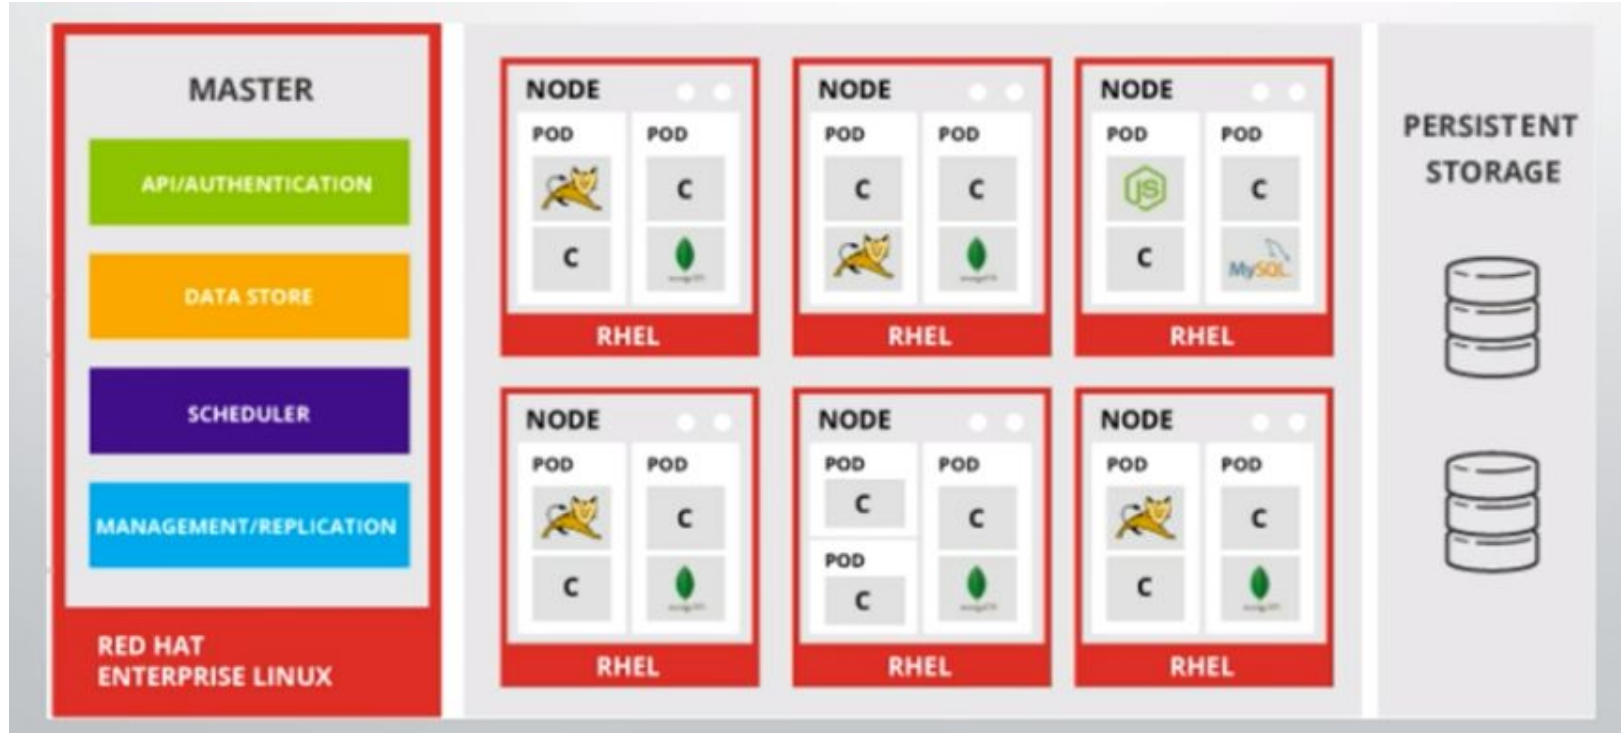 MASTER
API/AUTHENTICATION
DATA STORE
SCHEDULER
MANAGEMENT/REPLICATION
RED HAT
ENTERPRISE LINUX
NODE
POD POD
C
C
RHEL
NODE
POD POD
C C
RHEL
NODE
POD POD
JS C
C MySQL
RHEL
NODE
POD POD
C
C
RHEL
NODE
POD POD
C C
POD
C
RHEL
NODE
POD POD
C
C
RHEL
PERSISTENT
STORAGE